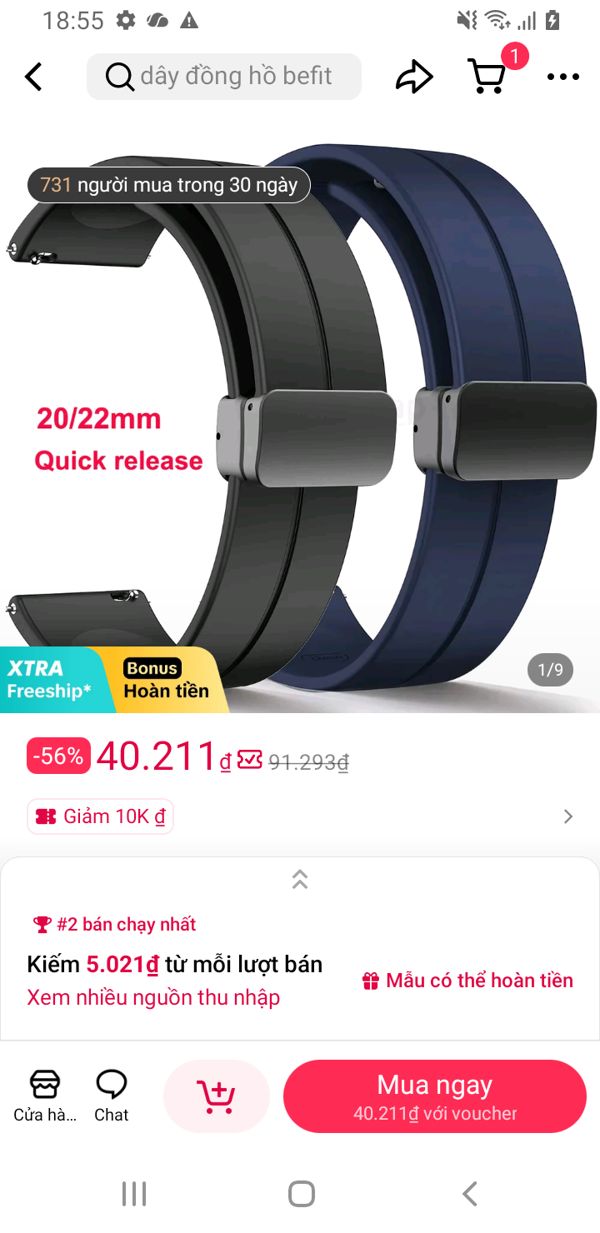 18:55
dây đồng hồ befit
1
731 người mua trong 30 ngày
20/22mm
Quick release
XTRA
Freeship*
Bonus
Hoàn tiền
1/9
-56% 40.211₫ 91.293₫
Giảm 10K ₫
#2 bán chạy nhất
Kiếm 5.021₫ từ mỗi lượt bán
Mẫu có thể hoàn tiền
Xem nhiều nguồn thu nhập
Cửa hà...
Chat
Mua ngay
40.211₫ với voucher